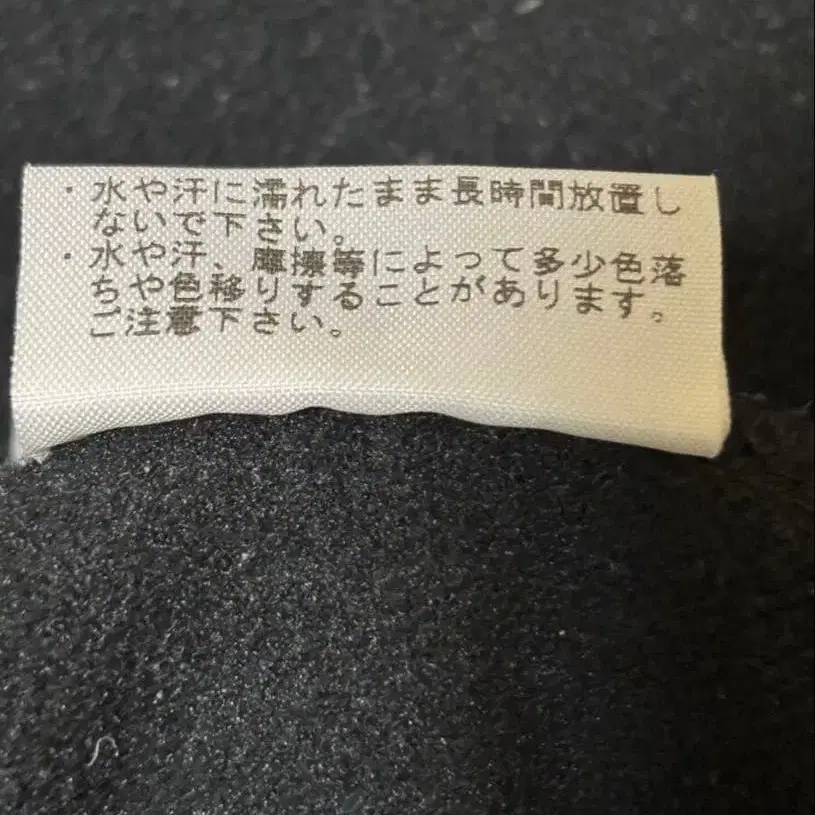 ・水や汗に濡れたまま長時間放置し
ないで下さい。
・水や汗、摩擦等によって多少色落
ちや色移りすることがあります。
ご注意下さい。